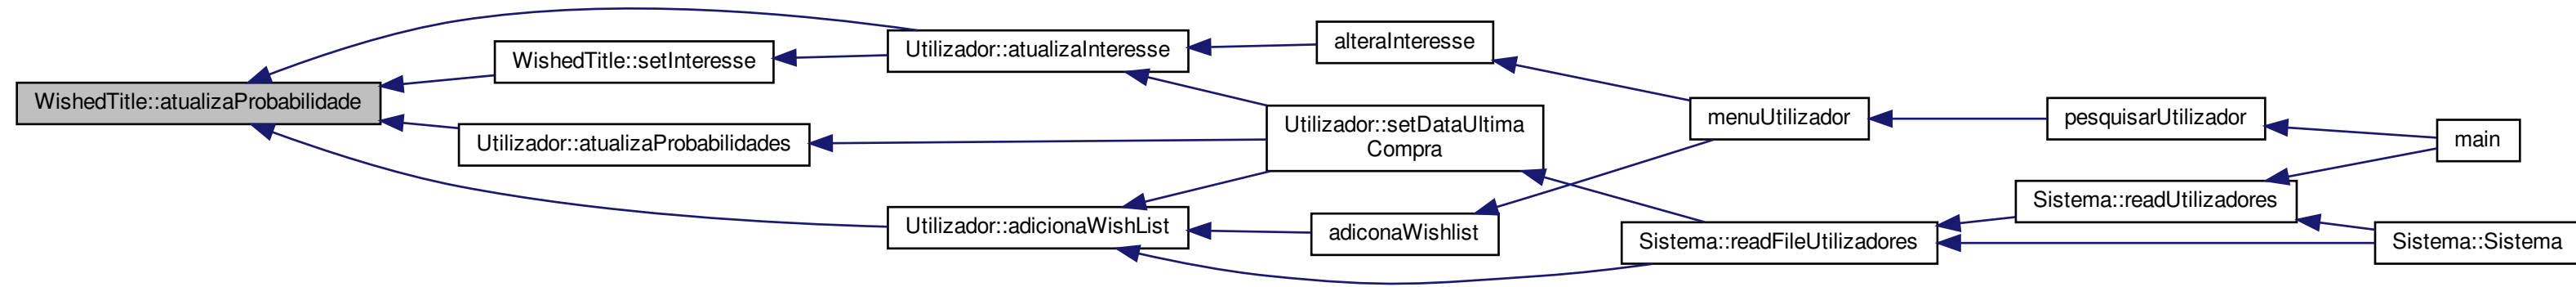 WishedTitle::atualizaProbabilidade
WishedTitle::setInteresse
Utilizador::atualizaProbabilidades
Utilizador::atualizaInteresse
Utilizador::adicionaWishList
alteraInteresse
Utilizador::setDataUltima
Compra
adiconaWishlist
menuUtilizador
Sistema::readFileUtilizadores
pesquisarUtilizador
Sistema::readUtilizadores
main
Sistema::Sistema